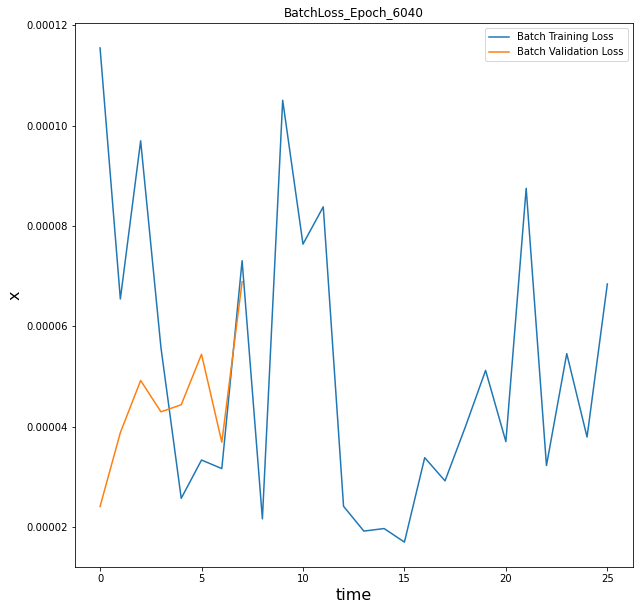 BatchLoss_Epoch_6040
Batch Training Loss
Batch Validation Loss
0.00012
0.00010
0.00008
0.00006
0.00004
0.00002
x
0 5 10 15 20 25
time